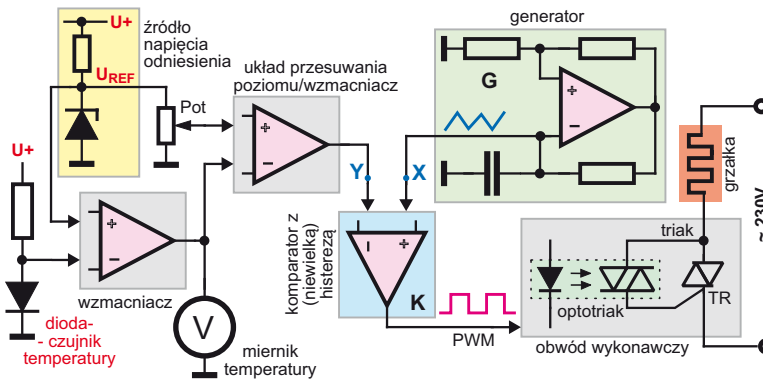 U+
źródło
napięcia
odniesienia
UREF
Pot
układ przesuwania
poziomu/wzmacniacz
+
−
generator
G
+
−
Y
X
U+
+
−
wzmacniacz
dioda-
- czujnik
temperatury
V
miernik
temperatury
komparator z
(niewielką)
histerezą
−
+
K
PWM
grzałka
~ 230V
triak
TR
optotriak
obwód wykonawczy